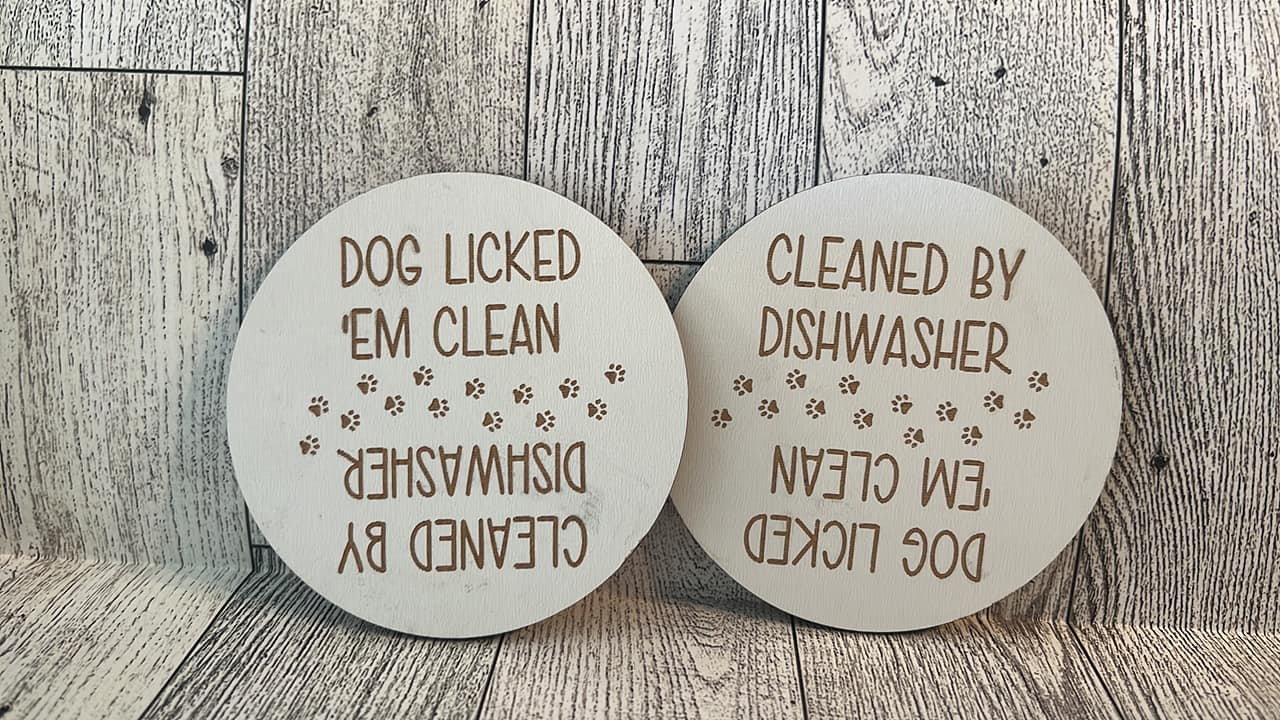 DOG LICKED
'EM CLEAN
CLEANED BY
DISHWASHER
CLEANED BY
DISHWASHER
DOG LICKED
'EM CLEAN